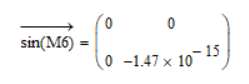 sin(M6) = ( 0 0
0 −1.47 × 10^−15 )